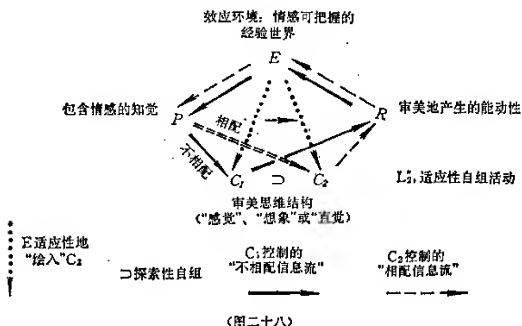 效应环境：情感可把握的
经验世界
E
包含情感的知觉
P
相配
R
审美地产生的能动性
不相配
C₁
⊃
C₂
审美思维结构
(“感觉”、“想象”或“直觉)
适应性自组活动
E适应性地
“绘入”C₂
⊃探索性自组
C₁控制的
“不相配信息流”
C₂控制的
“相配信息流”
(图二十八)